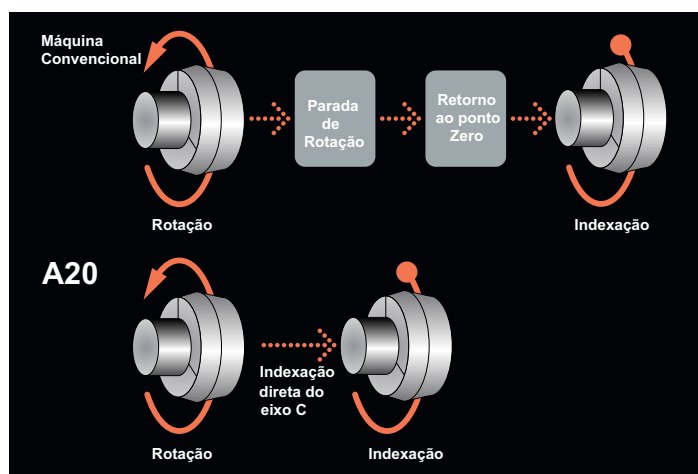 Máquina
Convencional
Parada
de
Rotação
Retorno
ao ponto
Zero
Rotação
Indexação
A20
Indexação
direta do
eixo C
Rotação
Indexação